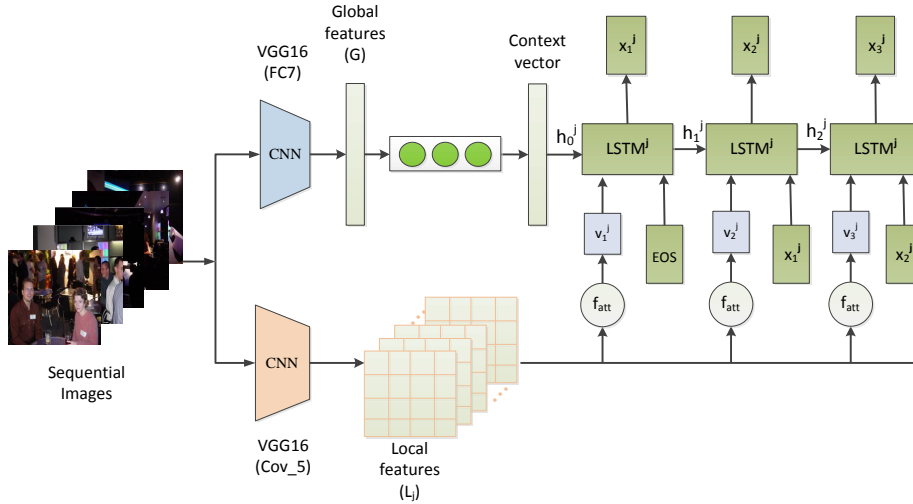 Global
features
(G)
VGG16
(FC7)
Context
vector
x₁ʲ
x₂ʲ
x₃ʲ
CNN
h₀ʲ
LSTMʲ
h₁ʲ
LSTMʲ
h₂ʲ
LSTMʲ
v₁ʲ
EOS
v₂ʲ
x₁ʲ
v₃ʲ
x₂ʲ
fₐₜₜ
fₐₜₜ
fₐₜₜ
CNN
Sequential
Images
VGG16
(Cov_5)
Local
features
(Lⱼ)